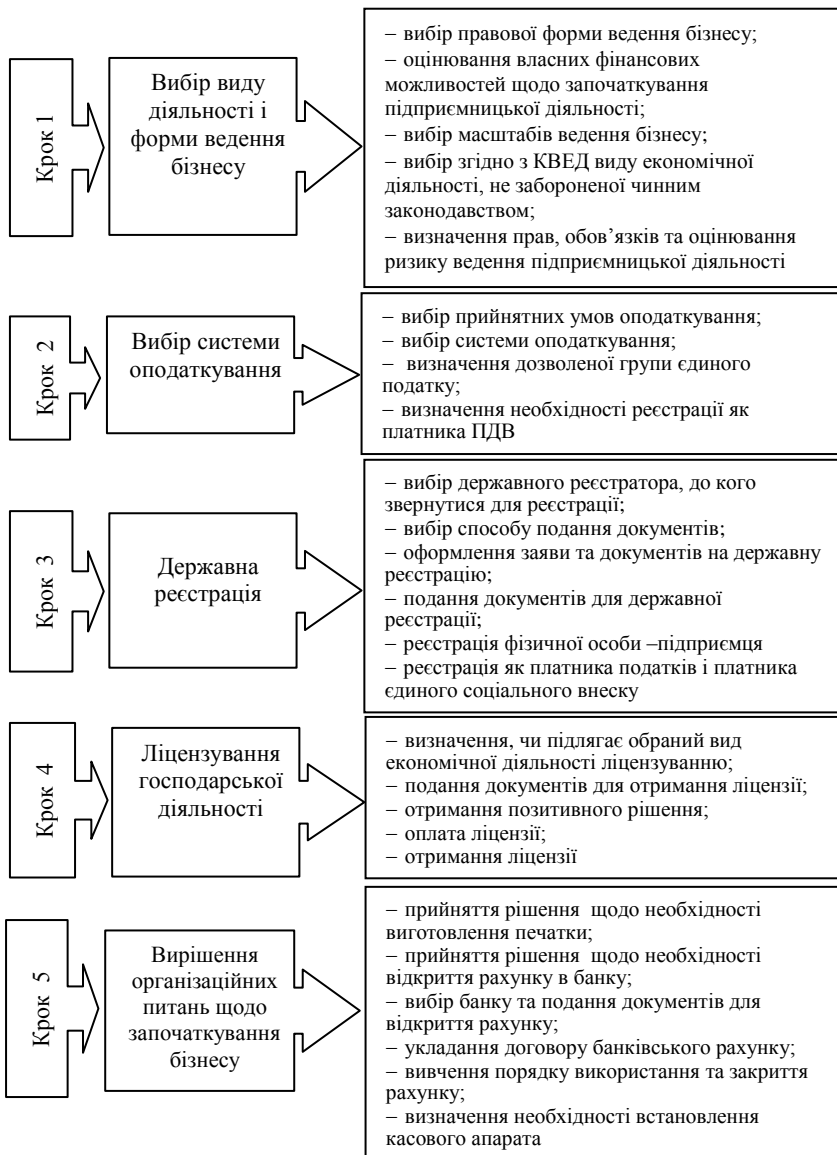 Крок 1
Вибір виду
діяльності і
форми ведення
бізнесу
– вибір правової форми ведення бізнесу;
– оцінювання власних фінансових
можливостей щодо започаткування
підприємницької діяльності;
– вибір масштабів ведення бізнесу;
– вибір згідно з КВЕД виду економічної
діяльності, не забороненої чинним
законодавством;
– визначення прав, обов’язків та оцінювання
ризику ведення підприємницької діяльності
Крок 2
Вибір системи
оподаткування
– вибір прийнятних умов оподаткування;
– вибір системи оподаткування;
– визначення дозволеної групи єдиного
податку;
– визначення необхідності реєстрації як
платника ПДВ
Крок 3
Державна
реєстрація
– вибір державного реєстратора, до кого
звернутися для реєстрації;
– вибір способу подання документів;
– оформлення заяви та документів на державну
реєстрацію;
– подання документів для державної
реєстрації;
– реєстрація фізичної особи –підприємця
– реєстрація як платника податків і платника
єдиного соціального внеску
Крок 4
Ліцензування
господарської
діяльності
– визначення, чи підлягає обраний вид
економічної діяльності ліцензуванню;
– подання документів для отримання ліцензії;
– отримання позитивного рішення;
– оплата ліцензії;
– отримання ліцензії
Крок 5
Вирішення
організаційних
питань щодо
започаткування
бізнесу
– прийняття рішення щодо необхідності
виготовлення печатки;
– прийняття рішення щодо необхідності
відкриття рахунку в банку;
– вибір банку та подання документів для
відкриття рахунку;
– укладання договору банківського рахунку;
– вивчення порядку використання та закриття
рахунку;
– визначення необхідності встановлення
касового апарата